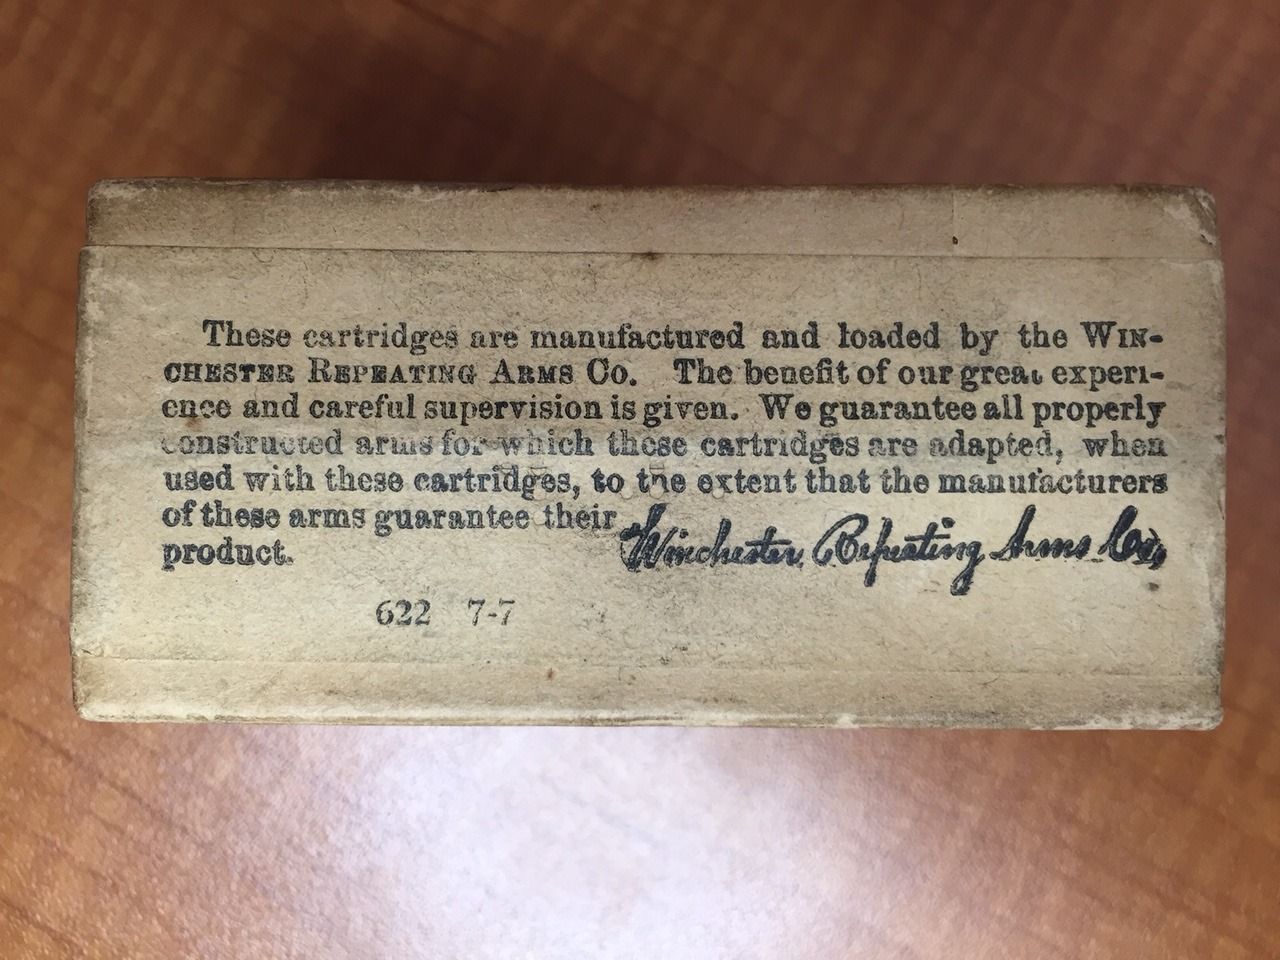 These cartridges are manufactured and loaded by the WIN-
CHESTER REPEATING ARMS CO. The benefit of our great experi-
ence and careful supervision is given. We guarantee all properly
constructed arms for which these cartridges are adapted, when
used with these cartridges, to the extent that the manufacturers
of these arms guarantee their
product.
Winchester Repeating Arms Co.,
622 7-7